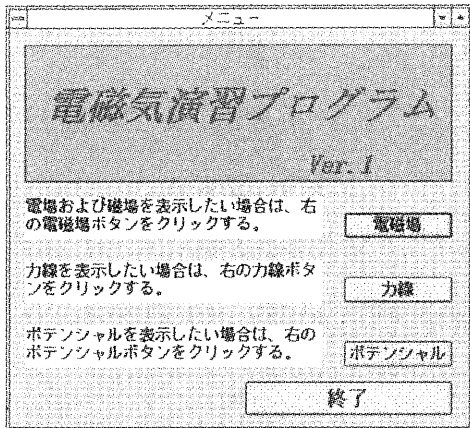 メニュー
電磁気演習プログラム
Ver.1
電場および磁場を表示したい場合は、右
の電磁場ボタンをクリックする。
電磁場
力線を表示したい場合は、右の力線ボタ
ンをクリックする。
力線
ポテンシャルを表示したい場合は、右の
ポテンシャルボタンをクリックする。
ポテンシャル
終了